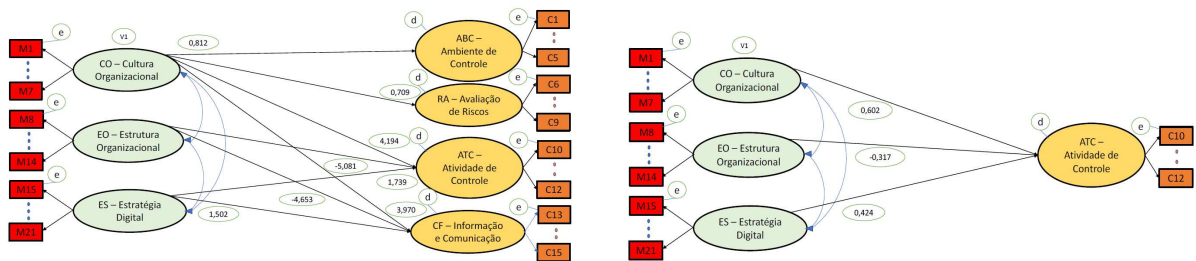 e
M1
M7
e
M8
M14
e
M15
M21
V1
CO – Cultura
Organizacional
EO – Estrutura
Organizacional
ES – Estratégia
Digital
0,812
0,709
4,194
-5,081
1,739
-4,653
3,970
1,502
d
ABC –
Ambiente de
Controle
d
RA – Avaliação
de Riscos
d
ATC –
Atividade de
Controle
d
CF – Informação
e Comunicação
e
C1
C5
e
C6
C9
e
C10
C12
e
C13
C15
e
M1
M7
e
M8
M14
e
M15
M21
V1
CO – Cultura
Organizacional
EO – Estrutura
Organizacional
ES – Estratégia
Digital
0,602
-0,317
0,424
d
ATC –
Atividade de
Controle
e
C10
C12